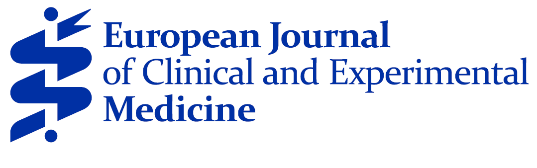 European Journal
of Clinical and Experimental
Medicine